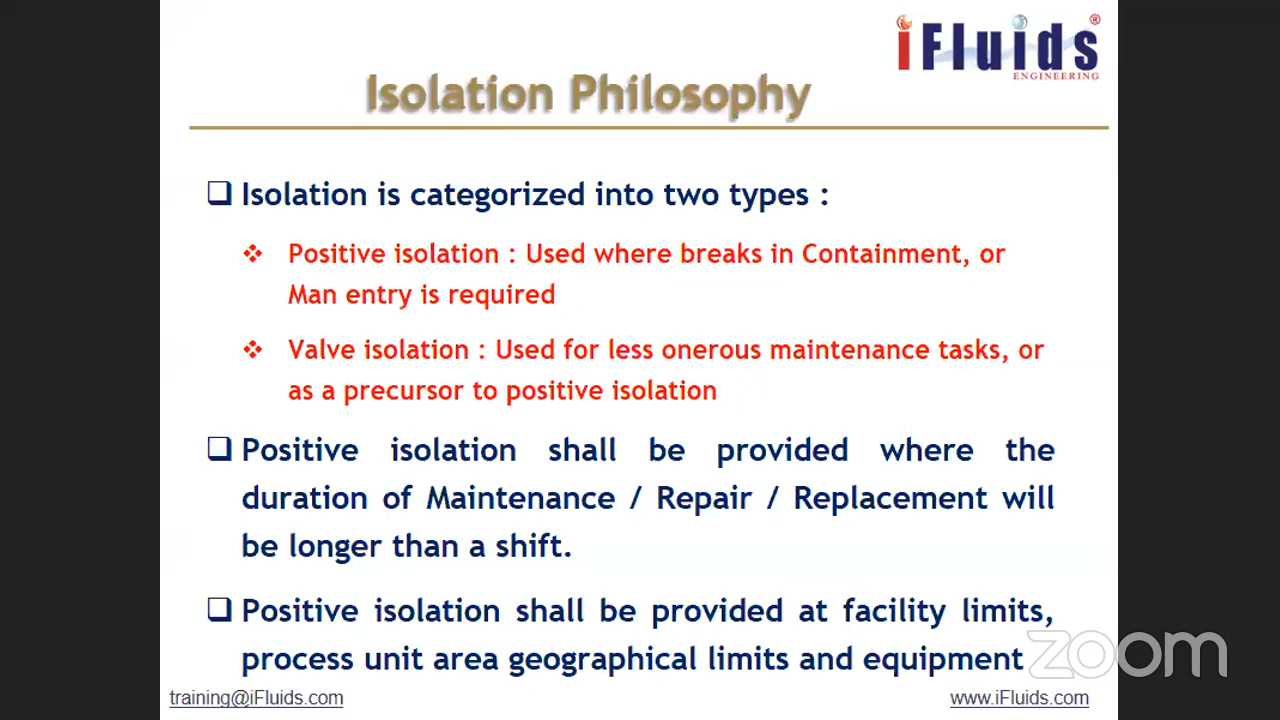 iFluids®
ENGINEERING
Isolation Philosophy
Isolation is categorized into two types :
Positive isolation : Used where breaks in Containment, or
Man entry is required
Valve isolation : Used for less onerous maintenance tasks, or
as a precursor to positive isolation
Positive isolation shall be provided where the
duration of Maintenance / Repair / Replacement will
be longer than a shift.
Positive isolation shall be provided at facility limits,
process unit area geographical limits and equipment
zoom
training@iFluids.com
www.iFluids.com